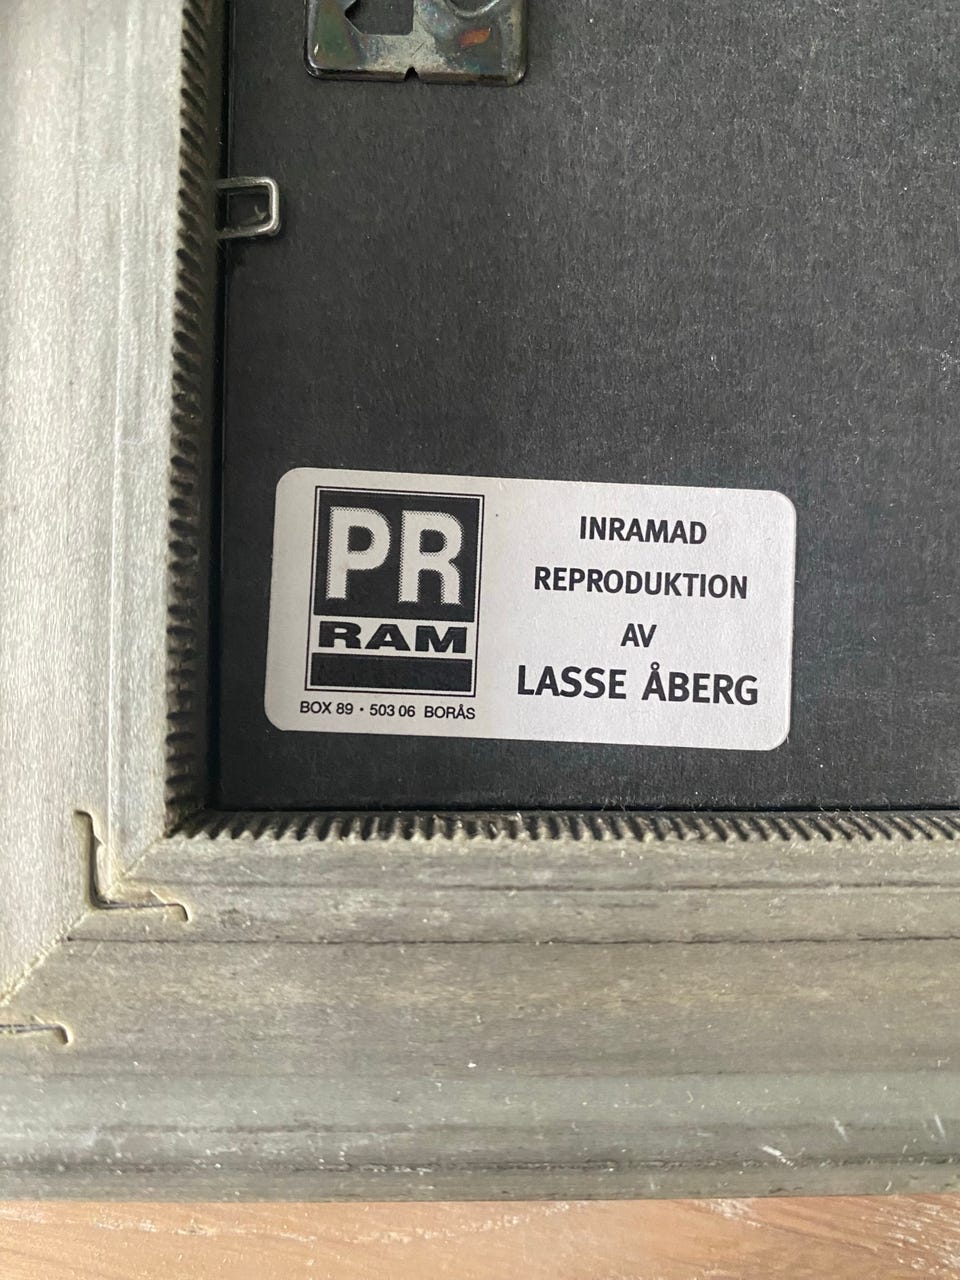 PR
RAM
BOX 89 · 503 06 BORÅS
INRAMAD
REPRODUKTION
AV
LASSE ÅBERG